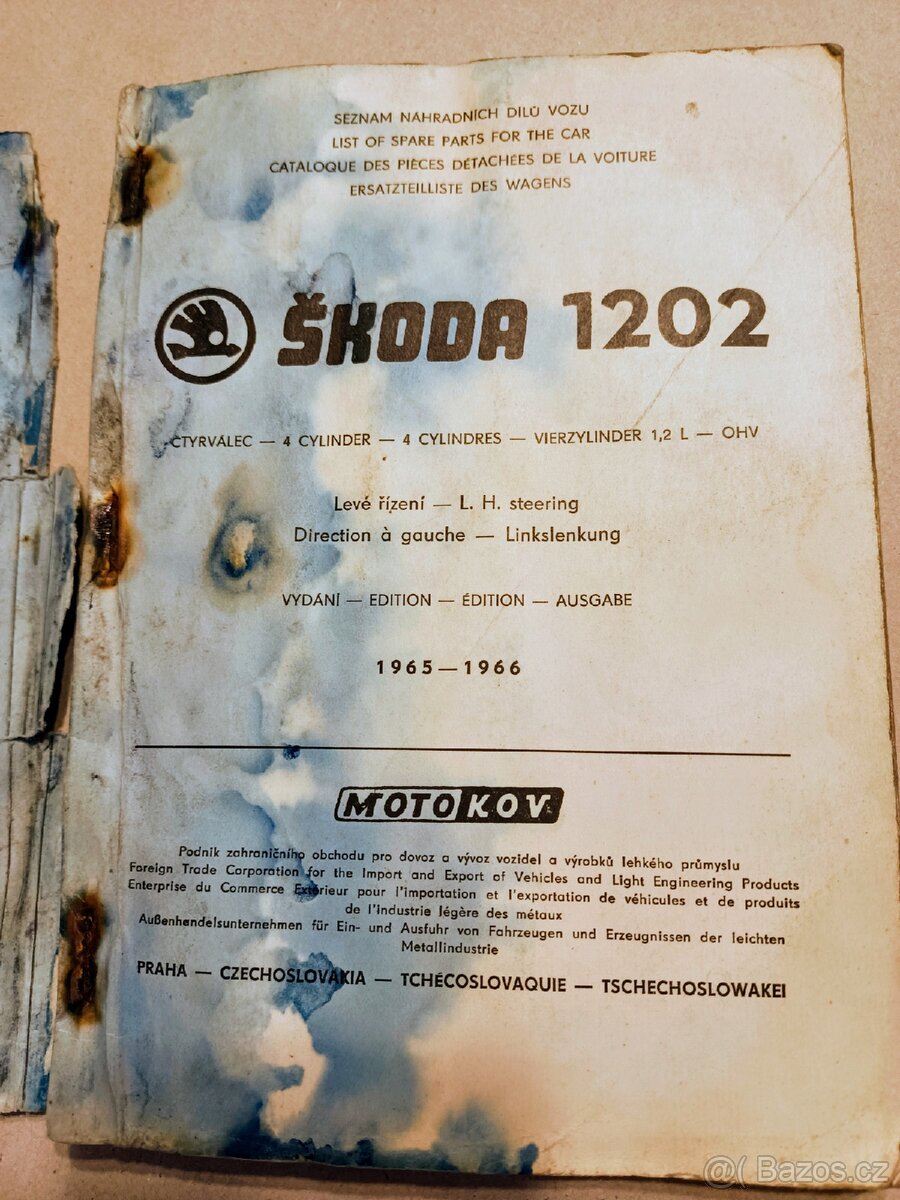 SEZNAM NÁHRADNÍCH DÍLŮ VOZU
LIST OF SPARE PARTS FOR THE CAR
CATALOQUE DES PIÈCES DÉTACHÉES DE LA VOITURE
ERSATZTEILLISTE DES WAGENS
ŠKODA 1202
ČTYRVÁLEC — 4 CYLINDER — 4 CYLINDRES — VIERZYLINDER 1,2 L — OHV
Levé řízení — L. H. steering
Direction à gauche — Linkslenkung
VYDÁNÍ — EDITION — ÉDITION — AUSGABE
1965—1966
MOTOKOV
Podnik zahraničního obchodu pro dovoz a vývoz vozidel a výrobků lehkého průmyslu
Foreign Trade Corporation for the Import and Export of Vehicles and Light Engineering Products
Enterprise du Commerce Extérieur pour l'importation et l'exportation de véhicules et de produits
de l'industrie légère des métaux
Außenhandelsunternehmen für Ein- und Ausfuhr von Fahrzeugen und Erzeugnissen der leichten
Metallindustrie
PRAHA — CZECHOSLOVAKIA — TCHÉCOSLOVAQUIE — TSCHECHOSLOWAKEI
@( Bazos.cz